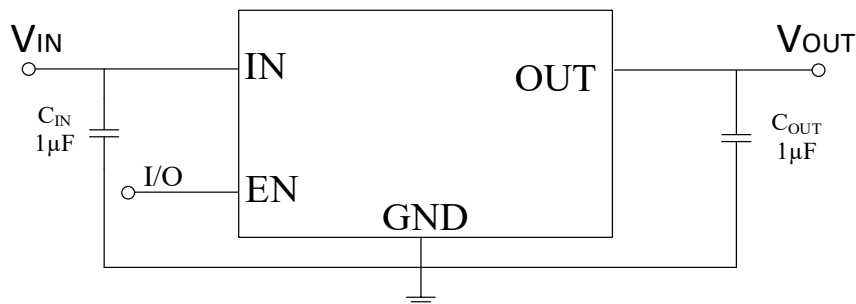 VIN
VOUT
IN
OUT
CIN
1µF
COUT
1µF
I/O
EN
GND